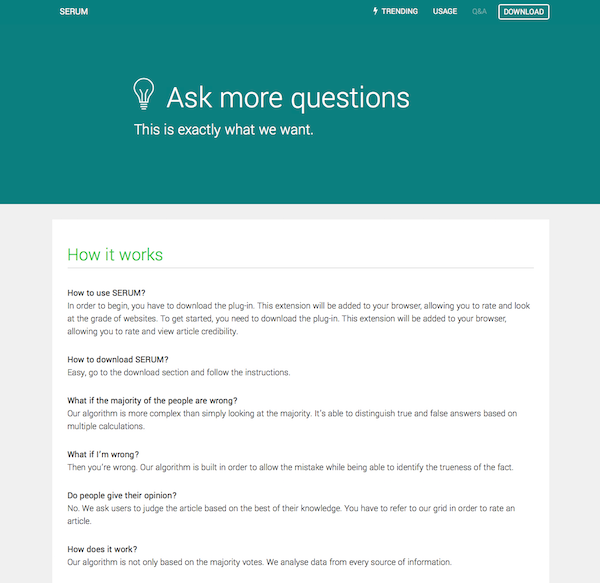 SERUM
TRENDING USAGE Q&A DOWNLOAD
Ask more questions
This is exactly what we want.
How it works
How to use SERUM?
In order to begin, you have to download the plug-in. This extension will be added to your browser, allowing you to rate and look
at the grade of websites. To get started, you need to download the plug-in. This extension will be added to your browser,
allowing you to rate and view article credibility.
How to download SERUM?
Easy, go to the download section and follow the instructions.
What if the majority of the people are wrong?
Our algorithm is more complex than simply looking at the majority. It's able to distinguish true and false answers based on
multiple calculations.
What if I'm wrong?
Then you're wrong. Our algorithm is built in order to allow the mistake while being able to identify the trueness of the fact.
Do people give their opinion?
No. We ask users to judge the article based on the best of their knowledge. You have to refer to our grid in order to rate an
article.
How does it work?
Our algorithm is not only based on the majority votes. We analyse data from every source of information.